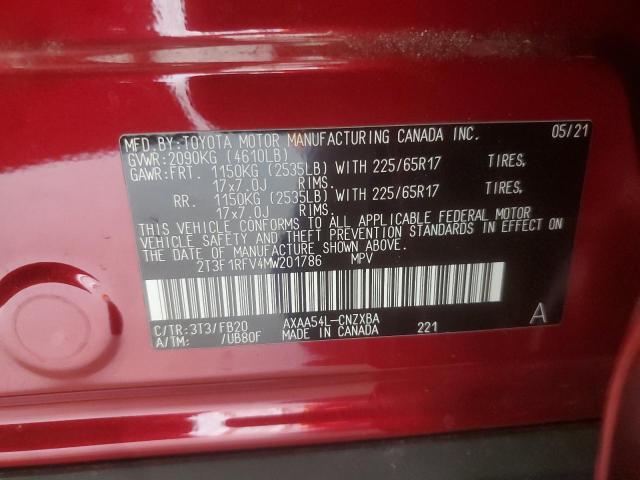 MFD BY:TOYOTA MOTOR MANUFACTURING CANADA INC. 05/21
GVWR:2090KG (4610LB)
GAWR:FRT. 1150KG (2535LB) WITH 225/65R17 TIRES,
17x7.0J RIMS.
RR. 1150KG (2535LB) WITH 225/65R17 TIRES,
17x7.0J RIMS.
THIS VEHICLE CONFORMS TO ALL APPLICABLE FEDERAL MOTOR
VEHICLE SAFETY AND THEFT PREVENTION STANDARDS IN EFFECT ON
THE DATE OF MANUFACTURE SHOWN ABOVE.
2T3F1RFV4MW201786 MPV
C/TR:3T3/FB20 AXAA54L-CNZXBA A
A/TM: /UB80F MADE IN CANADA 221